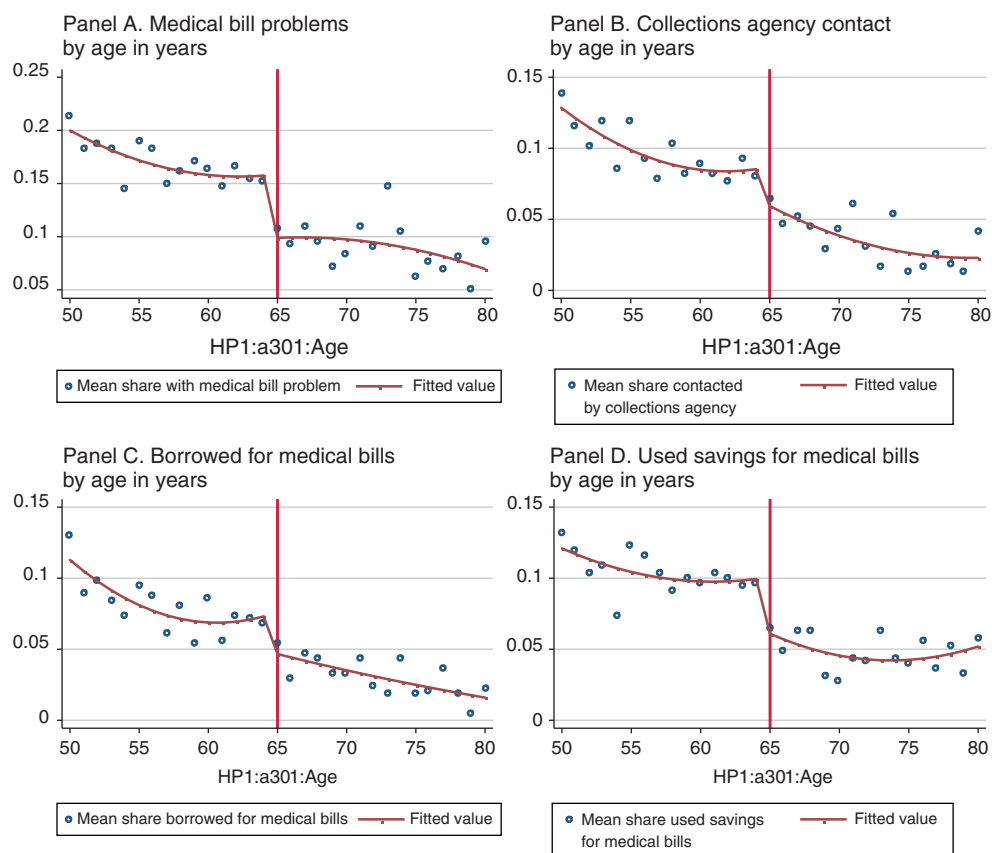 Panel A. Medical bill problems
by age in years
0.25
0.2
0.15
0.1
0.05
50 55 60 65 70 75 80
HP1:a301:Age
Mean share with medical bill problem Fitted value
Panel B. Collections agency contact
by age in years
0.15
0.1
0.05
0
50 55 60 65 70 75 80
HP1:a301:Age
Mean share contacted Fitted value
by collections agency
Panel C. Borrowed for medical bills
by age in years
0.15
0.1
0.05
0
50 55 60 65 70 75 80
HP1:a301:Age
Mean share borrowed for medical bills Fitted value
Panel D. Used savings for medical bills
by age in years
0.15
0.1
0.05
0
50 55 60 65 70 75 80
HP1:a301:Age
Mean share used savings Fitted value
for medical bills